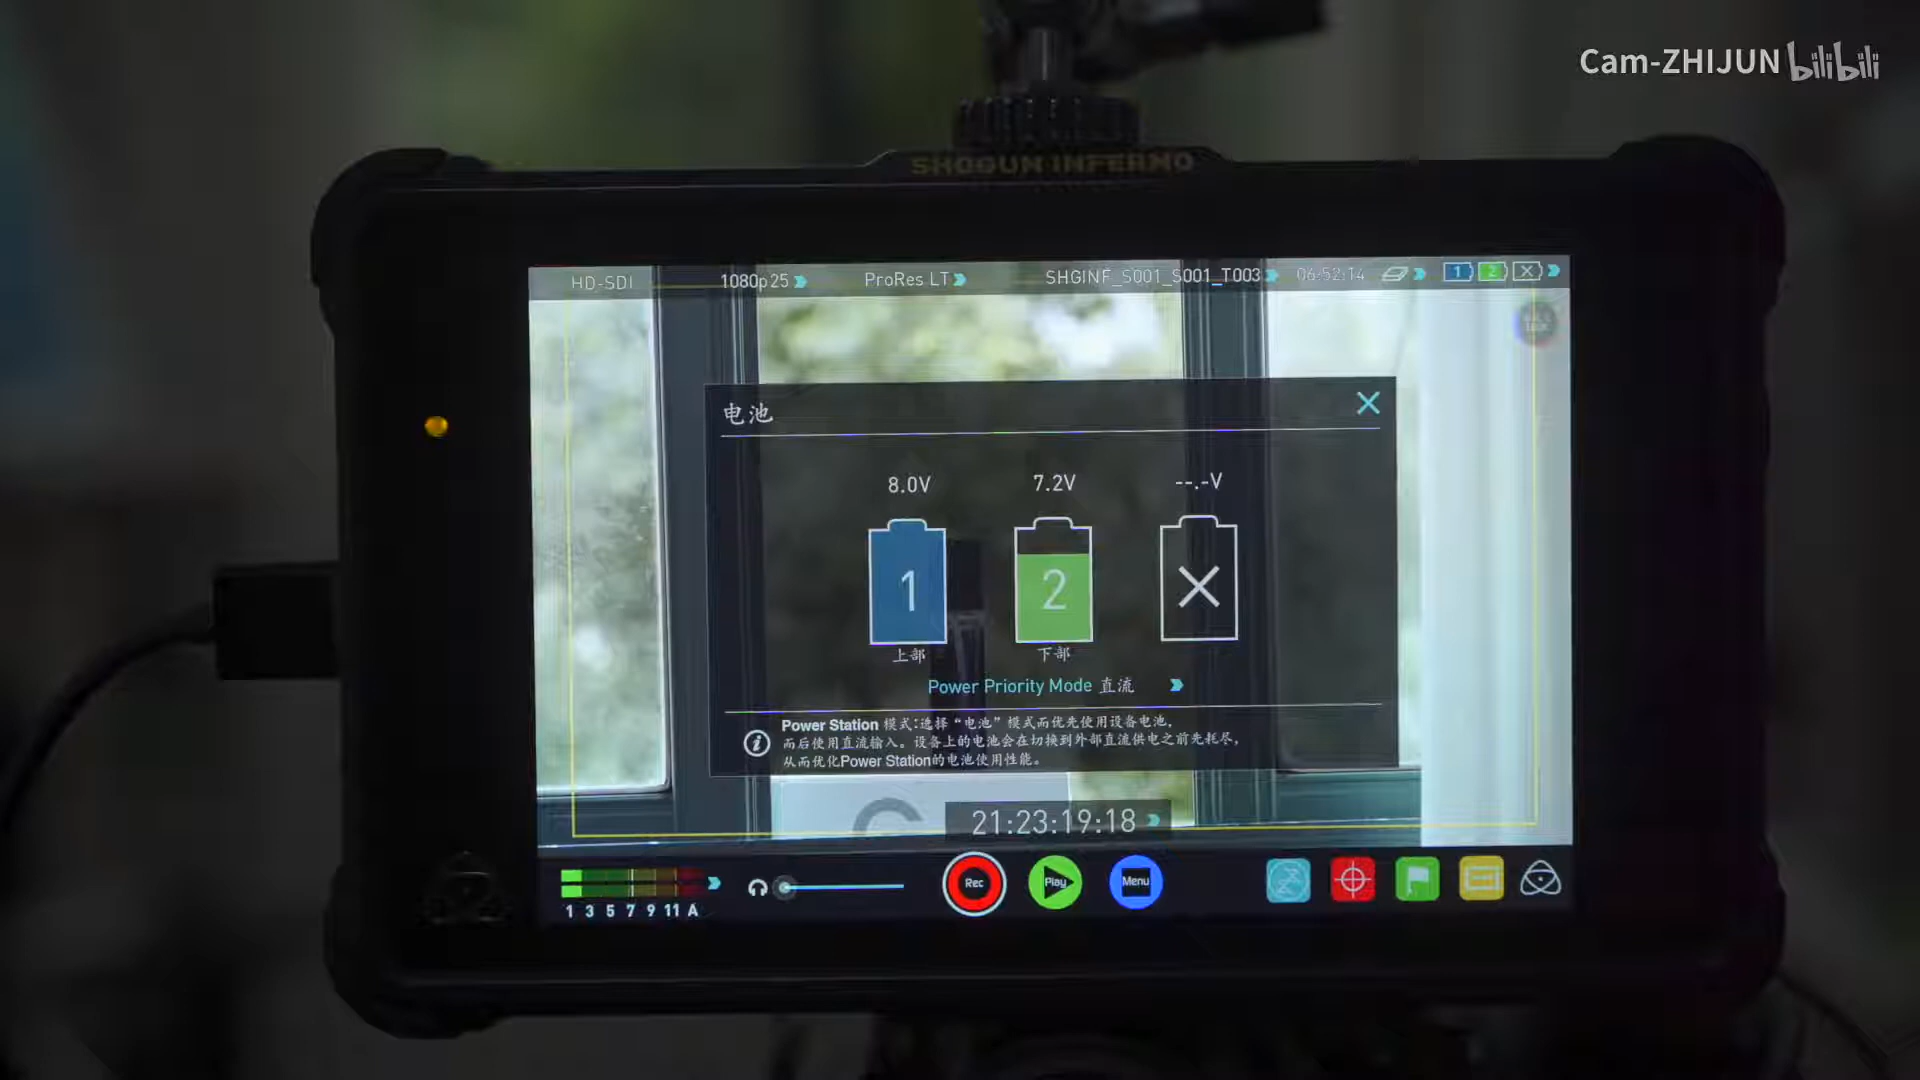 Cam-ZHIJUN bilibili
SHOGUN INFERNO
HD-SDI 1080p25 ProRes LT SHGINF_S001_S001_T003 06:52:14 1 2
电池
8.0V 7.2V --.-V
1 2
上部 下部
Power Priority Mode 直流
Power Station 模式:选择“电池”模式而优先使用设备电池,
而后使用直流输入。设备上的电池会在切换到外部直流供电之前先耗尽,
从而优化Power Station的电池使用性能。
21:23:19:18
Rec Play Menu
1 3 5 7 9 11 A